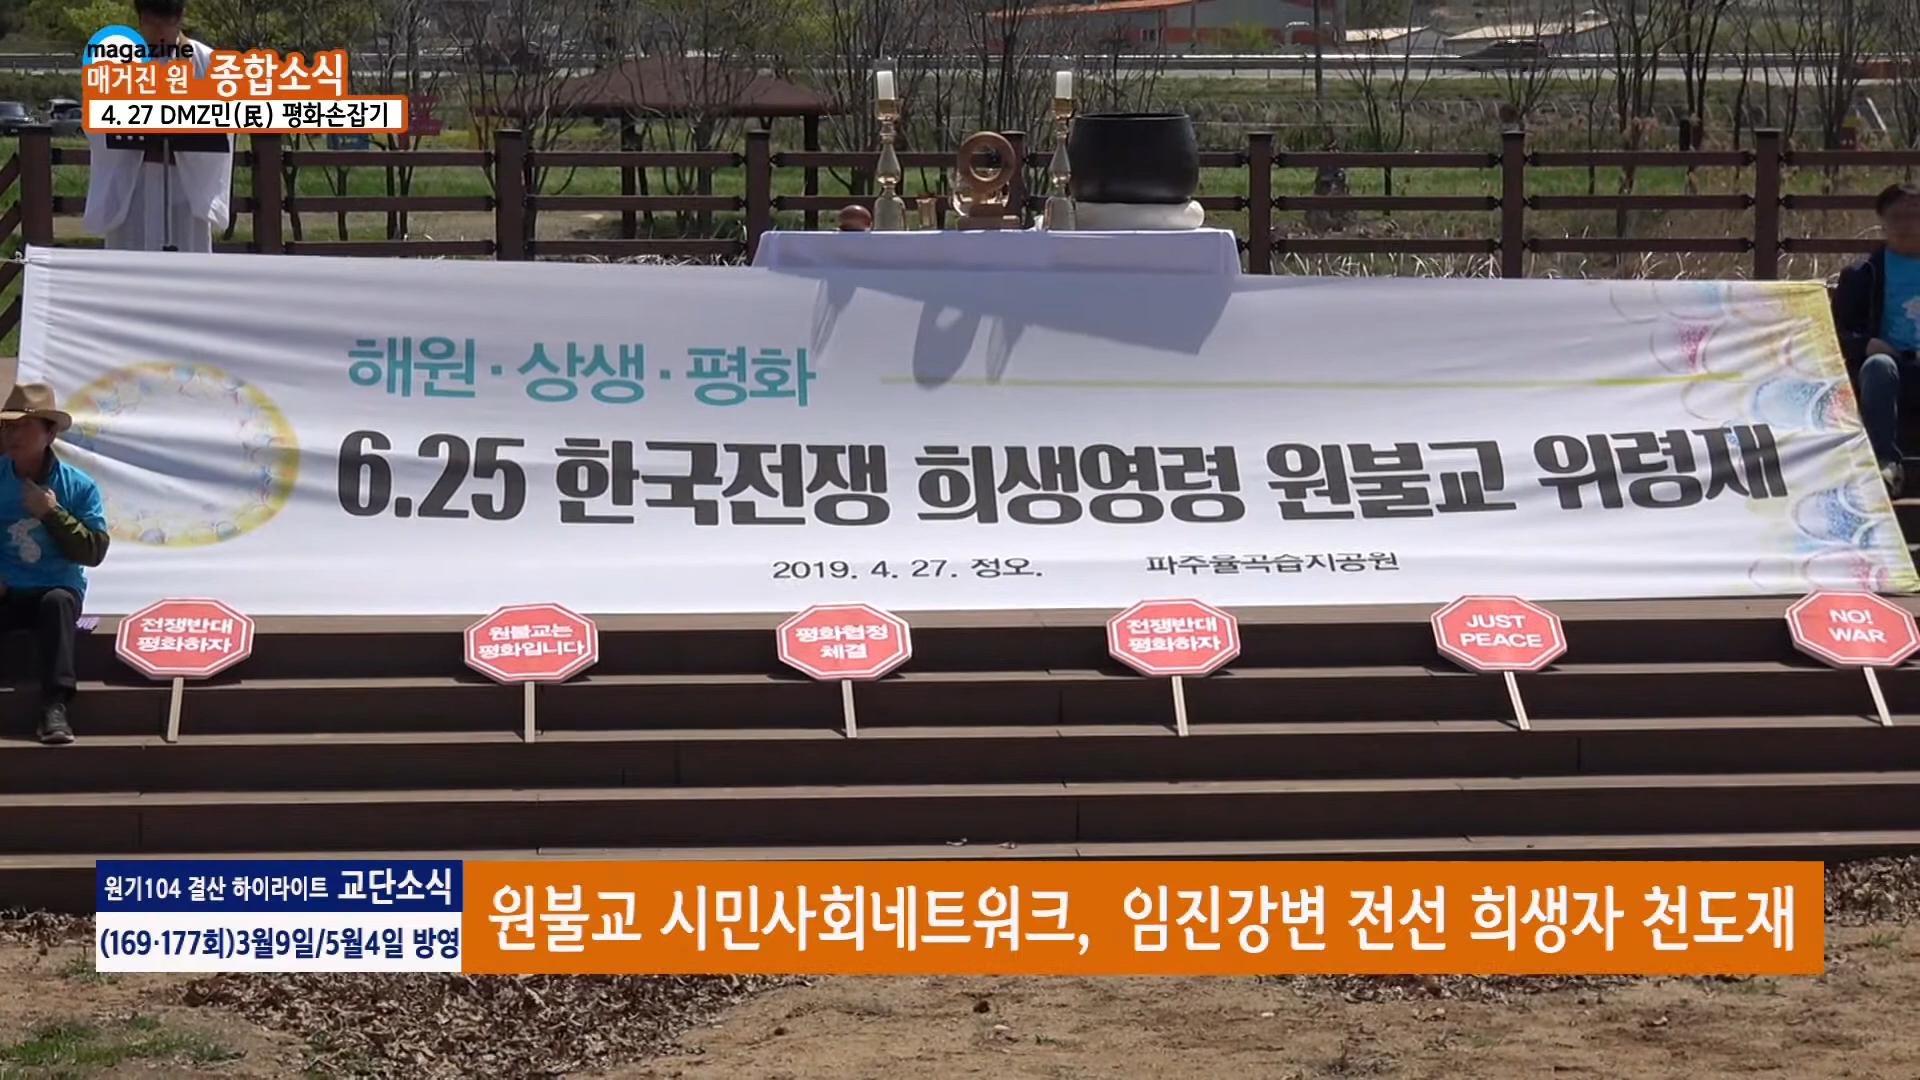 magazine
매거진 원 종합소식
4. 27 DMZ민(民) 평화손잡기
해원·상생·평화
6.25 한국전쟁 희생영령 원불교 위령재
2019. 4. 27. 정오. 파주율곡습지공원
전쟁반대
평화하자
원불교는
평화입니다
평화협정
체결
전쟁반대
평화하자
JUST
PEACE
NO!
WAR
원기104 결산 하이라이트 교단소식
(169·177회)3월9일/5월4일 방영
원불교 시민사회네트워크, 임진강변 전선 희생자 천도재